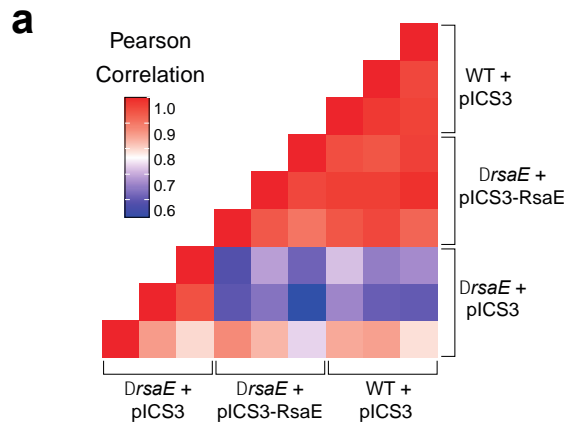 a
Pearson
Correlation
1.0
0.9
0.8
0.7
0.6
WT +
pICS3
DrsaE +
pICS3-RsaE
DrsaE +
pICS3
DrsaE +
pICS3
DrsaE +
pICS3-RsaE
WT +
pICS3